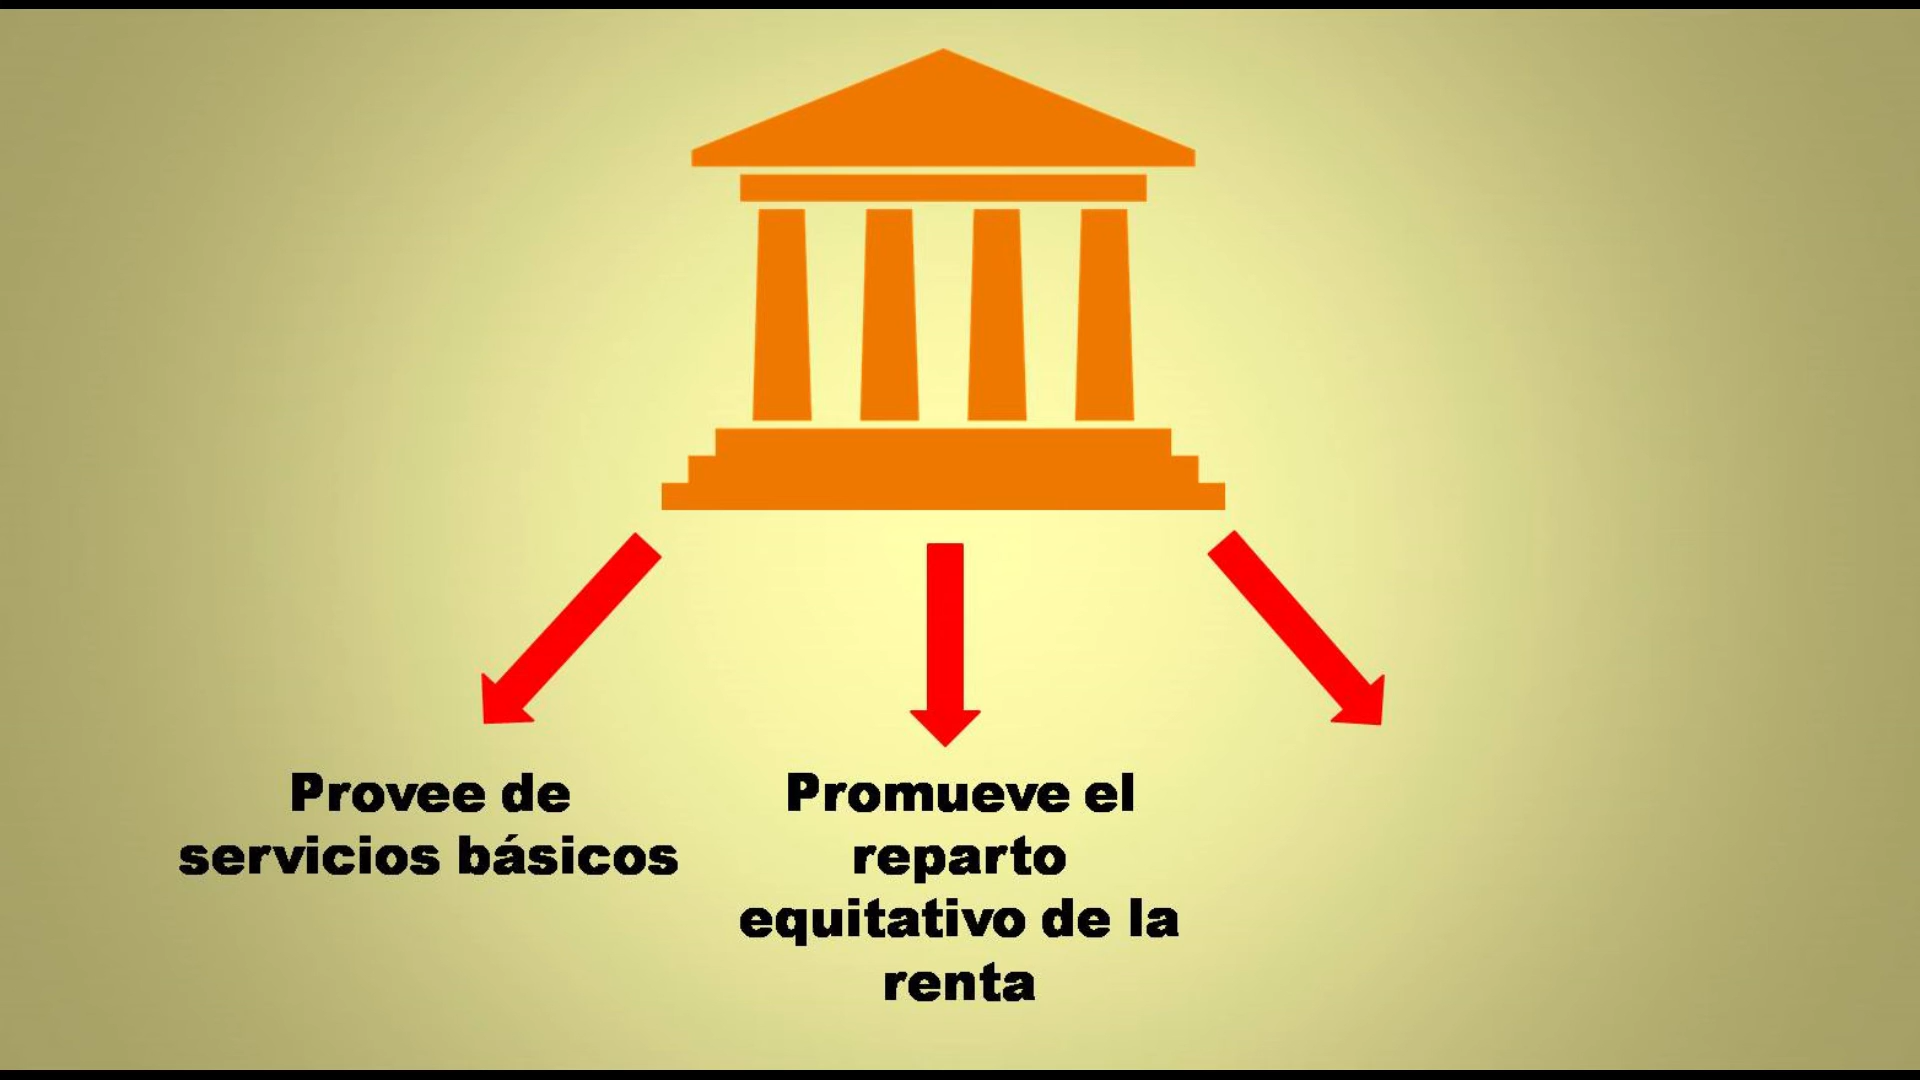 Provee de
servicios básicos
Promueve el
reparto
equitativo de la
renta